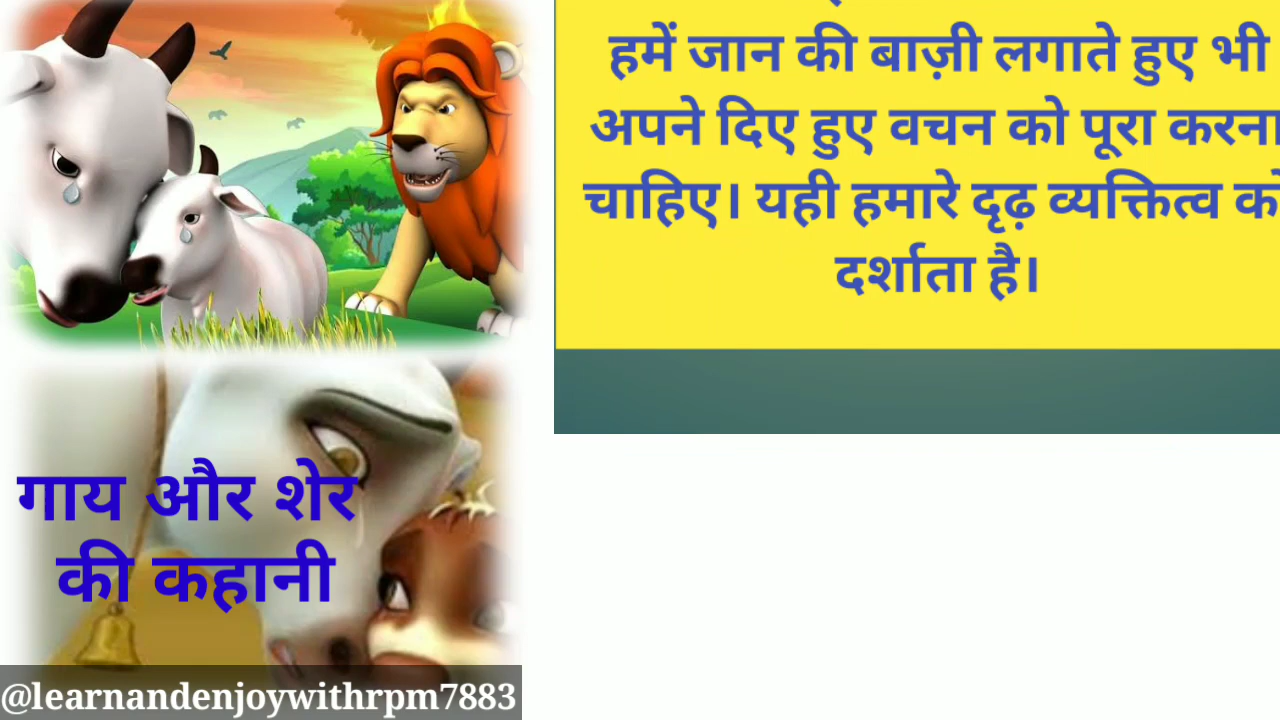 हमें जान की बाज़ी लगाते हुए भी
अपने दिए हुए वचन को पूरा करना
चाहिए। यही हमारे दृढ़ व्यक्तित्व को
दर्शाता है।
गाय और शेर
की कहानी
@learnandenjoywithrpm7883